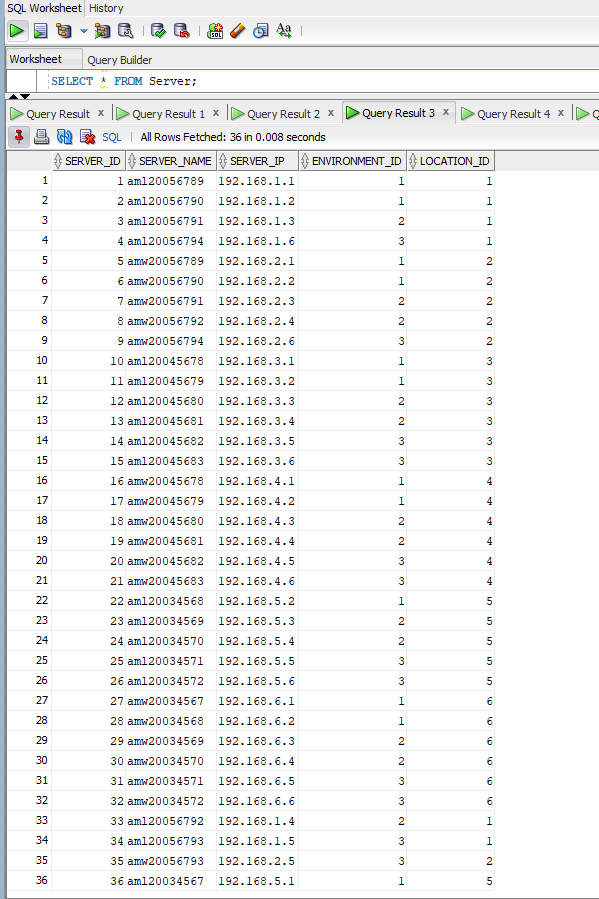 SQL Worksheet History
Worksheet Query Builder
SELECT * FROM Server;
Query Result x Query Result 1 x Query Result 2 x Query Result 3 x Query Result 4 x Q
SQL | All Rows Fetched: 36 in 0.008 seconds
SERVER_ID SERVER_NAME SERVER_IP ENVIRONMENT_ID LOCATION_ID
1 1 aml20056789 192.168.1.1 1 1
2 2 aml20056790 192.168.1.2 1 1
3 3 aml20056791 192.168.1.3 2 1
4 4 aml20056794 192.168.1.6 3 1
5 5 amw20056789 192.168.2.1 1 2
6 6 amw20056790 192.168.2.2 1 2
7 7 amw20056791 192.168.2.3 2 2
8 8 amw20056792 192.168.2.4 2 2
9 9 amw20056794 192.168.2.6 3 2
10 10 aml20045678 192.168.3.1 1 3
11 11 aml20045679 192.168.3.2 1 3
12 12 aml20045680 192.168.3.3 2 3
13 13 aml20045681 192.168.3.4 2 3
14 14 aml20045682 192.168.3.5 3 3
15 15 aml20045683 192.168.3.6 3 3
16 16 amw20045678 192.168.4.1 1 4
17 17 amw20045679 192.168.4.2 1 4
18 18 amw20045680 192.168.4.3 2 4
19 19 amw20045681 192.168.4.4 2 4
20 20 amw20045682 192.168.4.5 3 4
21 21 amw20045683 192.168.4.6 3 4
22 22 aml20034568 192.168.5.2 1 5
23 23 aml20034569 192.168.5.3 2 5
24 24 aml20034570 192.168.5.4 2 5
25 25 aml20034571 192.168.5.5 3 5
26 26 aml20034572 192.168.5.6 3 5
27 27 amw20034567 192.168.6.1 1 6
28 28 amw20034568 192.168.6.2 1 6
29 29 amw20034569 192.168.6.3 2 6
30 30 amw20034570 192.168.6.4 2 6
31 31 amw20034571 192.168.6.5 3 6
32 32 amw20034572 192.168.6.6 3 6
33 33 aml20056792 192.168.1.4 2 1
34 34 aml20056793 192.168.1.5 3 1
35 35 amw20056793 192.168.2.5 3 2
36 36 aml20034567 192.168.5.1 1 5